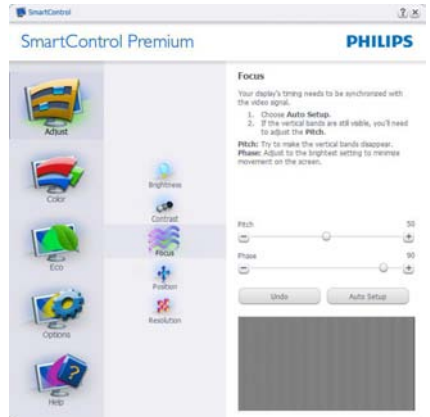 SmartControl
?
SmartControl Premium
PHILIPS
Adjust
Color
Eco
Options
Help
Brightness
Contrast
Focus
Position
Resolution
Focus
Your display's timing needs to be synchronized with
the video signal.
1. Choose Auto Setup.
2. If the vertical bands are still visible, you'll need
to adjust the Pitch.
Pitch: Try to make the vertical bands disappear.
Phase: Adjust to the brightest setting to minimize
movement on the screen.
Pitch 50
Phase 90
Undo Auto Setup